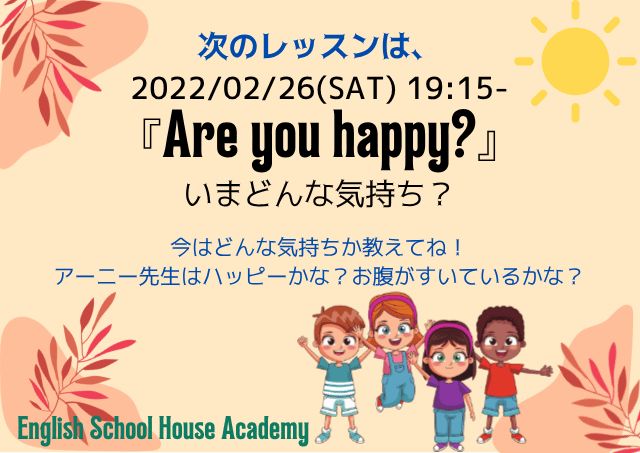 次のレッスンは、
2022/02/26(SAT) 19:15-
『Are you happy?』
いまどんな気持ち？
今はどんな気持ちか教えてね！
アーニー先生はハッピーかな？お腹がすいているかな？
English School House Academy